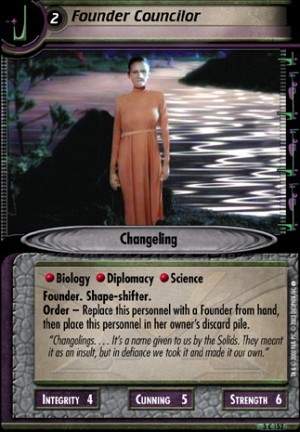 2 Founder Councilor
Changeling
Biology Diplomacy Science
Founder. Shape-shifter.
Order – Replace this personnel with a Founder from hand,
then place this personnel in her owner's discard pile.
"Changelings. . . . It's a name given to us by the Solids. They meant
it as an insult, but in defiance we took it and made it our own."
INTEGRITY 4 CUNNING 5 STRENGTH 6